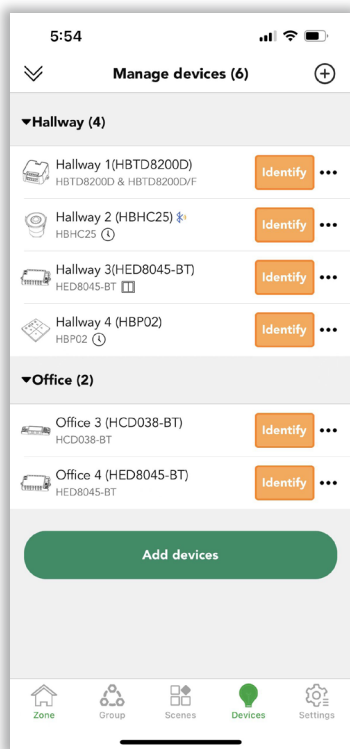 5:54
Manage devices (6)
▼Hallway (4)
Hallway 1(HBTD8200D)
HBTD8200D & HBTD8200D/F
Identify
Hallway 2 (HBHC25)
HBHC25
Identify
Hallway 3(HED8045-BT)
HED8045-BT
Identify
Hallway 4 (HBP02)
HBP02
Identify
▼Office (2)
Office 3 (HCD038-BT)
HCD038-BT
Identify
Office 4 (HED8045-BT)
HED8045-BT
Identify
Add devices
Zone Group Scenes Devices Settings